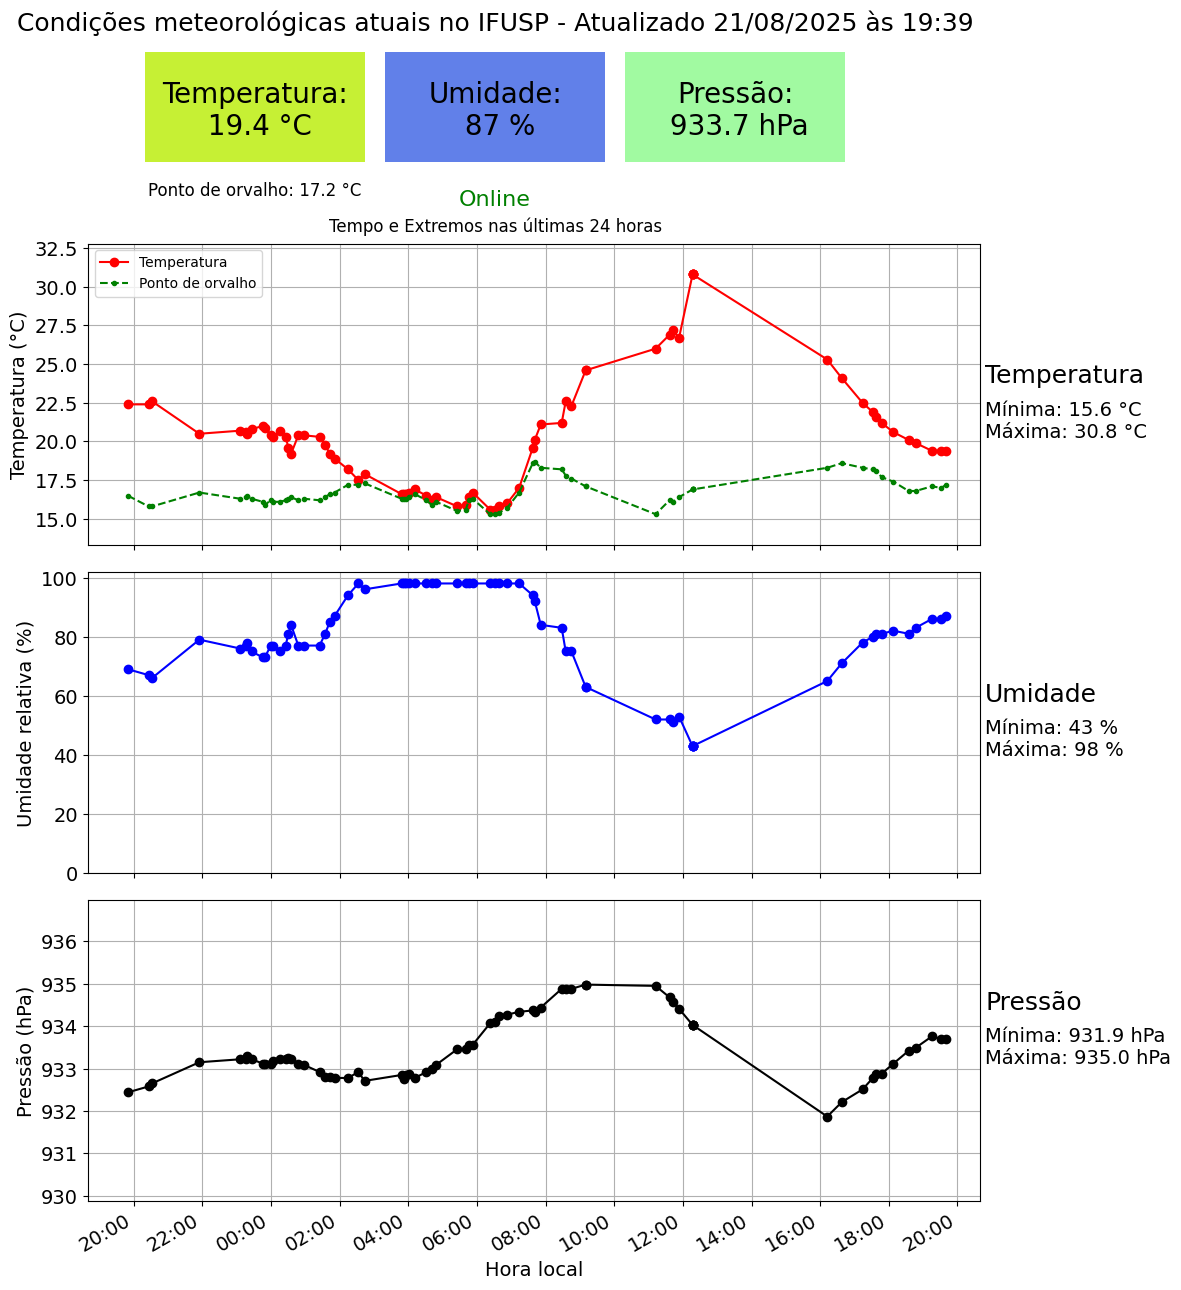 Condições meteorológicas atuais no IFUSP - Atualizado 21/08/2025 às 19:39
Temperatura:
19.4 °C
Umidade:
87 %
Pressão:
933.7 hPa
Ponto de orvalho: 17.2 °C
Online
Tempo e Extremos nas últimas 24 horas
Temperatura (°C)
32.5
30.0
27.5
25.0
22.5
20.0
17.5
15.0
Temperatura
Ponto de orvalho
Temperatura
Mínima: 15.6 °C
Máxima: 30.8 °C
Umidade relativa (%)
100
80
60
40
20
0
Umidade
Mínima: 43 %
Máxima: 98 %
Pressão (hPa)
936
935
934
933
932
931
930
Pressão
Mínima: 931.9 hPa
Máxima: 935.0 hPa
20:00
22:00
00:00
02:00
04:00
06:00
08:00
10:00
12:00
14:00
16:00
18:00
20:00
Hora local